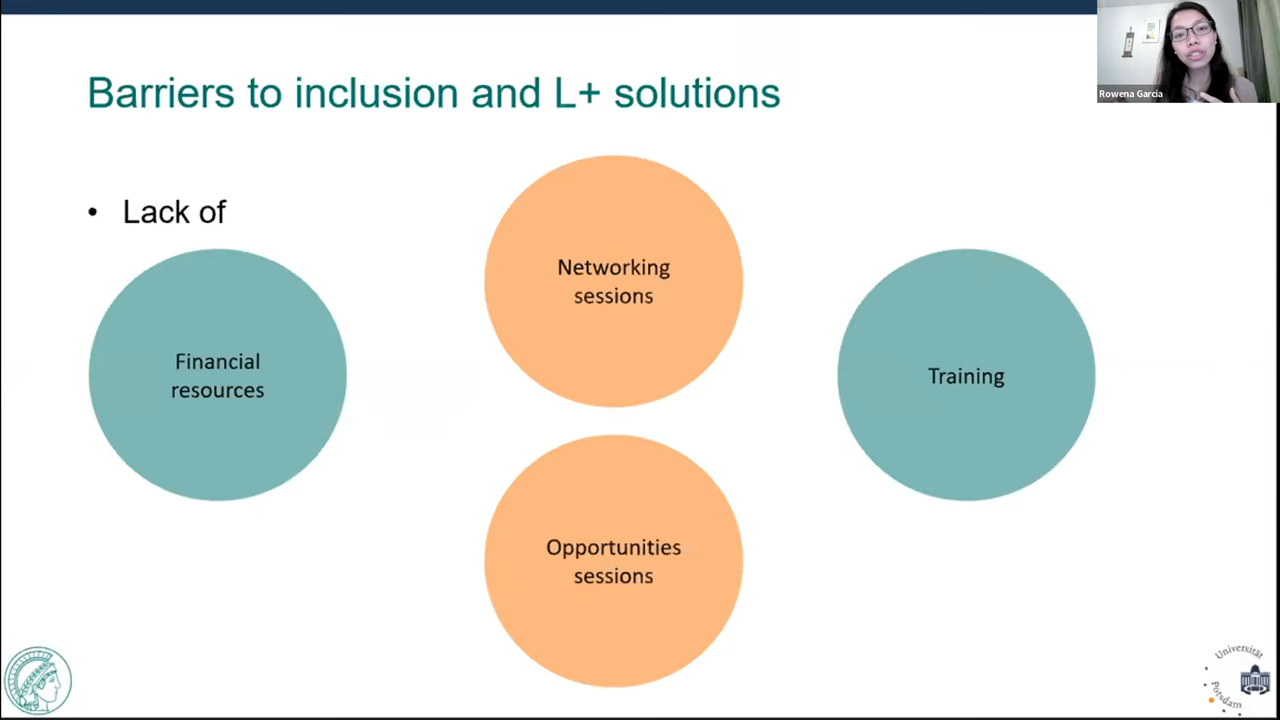 Barriers to inclusion and L+ solutions
Rowena Garcia
• Lack of
Networking
sessions
Financial
resources
Training
Opportunities
sessions
Universität
Potsdam